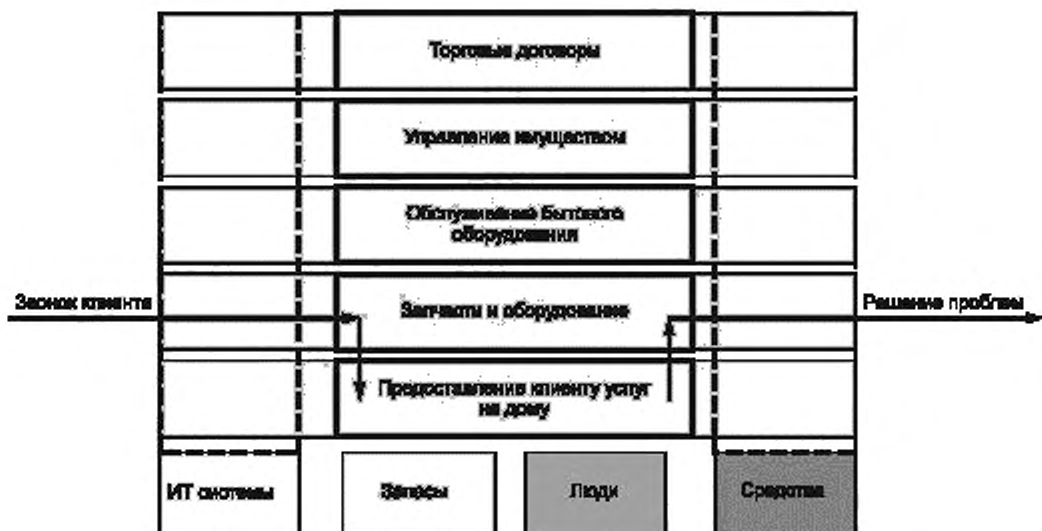 Торговые договоры
Управление имуществом
Обслуживание бытового
оборудования
Звонок клиента
Запчасти и оборудование
Решение проблем
Предоставление клиенту услуг
на дому
ИТ системы
Запасы
Люди
Средства